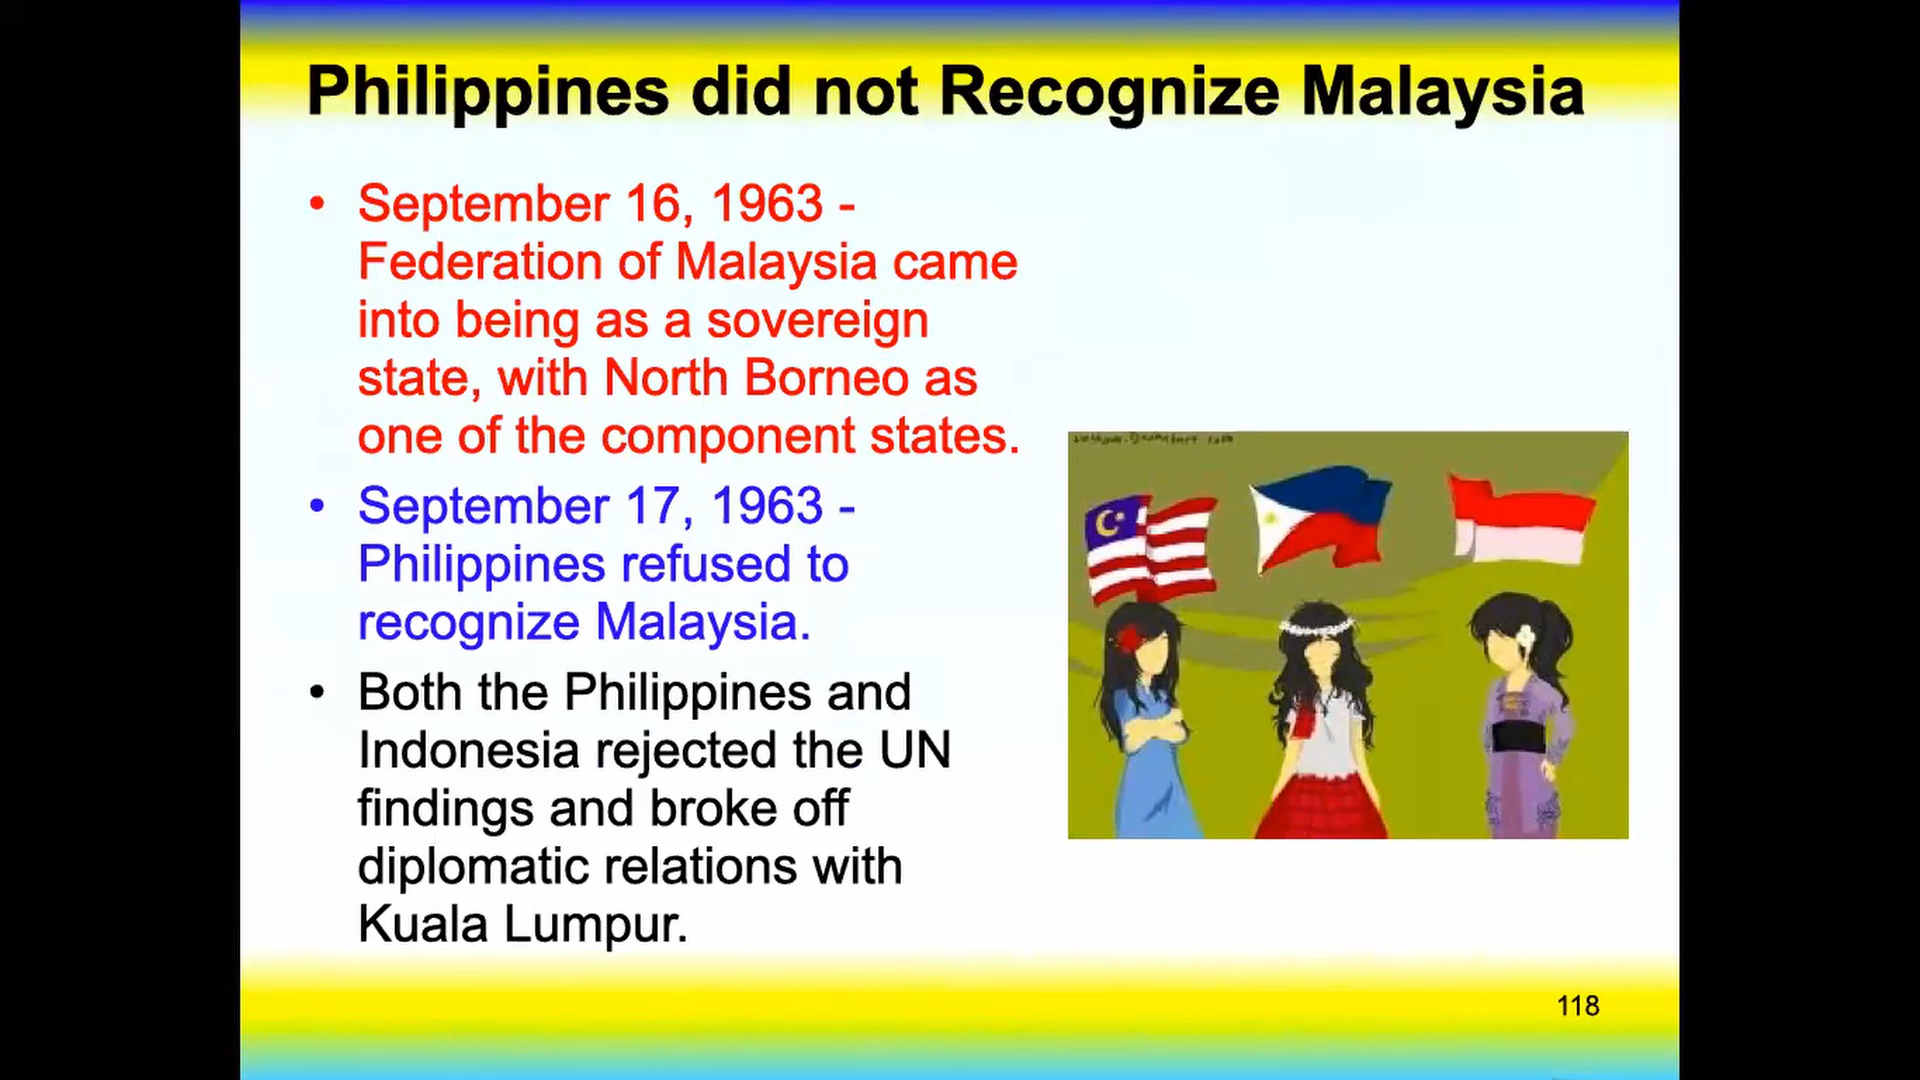 Philippines did not Recognize Malaysia
• September 16, 1963 -
Federation of Malaysia came
into being as a sovereign
state, with North Borneo as
one of the component states.
• September 17, 1963 -
Philippines refused to
recognize Malaysia.
• Both the Philippines and
Indonesia rejected the UN
findings and broke off
diplomatic relations with
Kuala Lumpur.
118